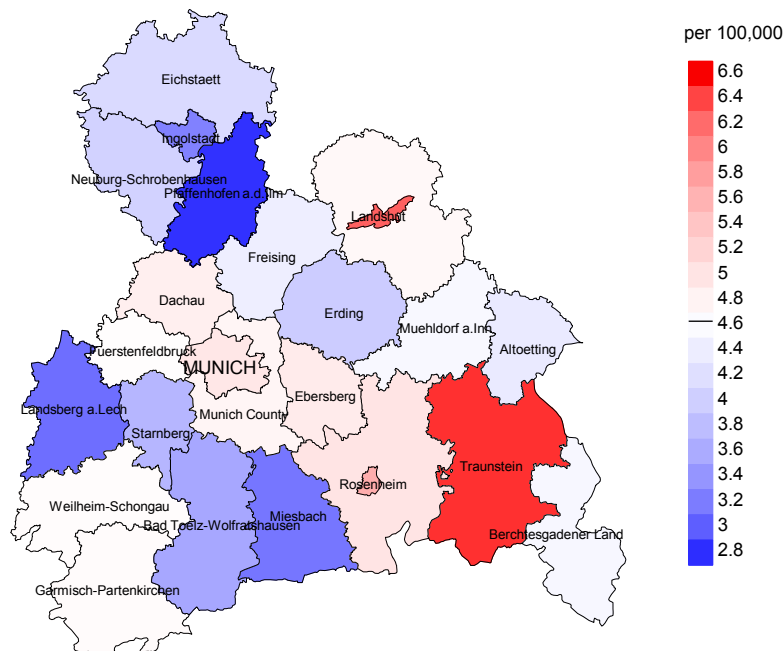 per 100,000
6.6
6.4
6.2
6
5.8
5.6
5.4
5.2
5
4.8
4.6
4.4
4.2
4
3.8
3.6
3.4
3.2
3
2.8
Eichstaett
Ingolstadt
Neuburg-Schrobenhausen
Pfaffenhofen a.d.Ilm
Landshut
Freising
Dachau
Erding
Muehldorf a.Inn
Altoetting
Fuerstenfeldbruck
MUNICH
Ebersberg
Landsberg a.Lech
Munich County
Starnberg
Traunstein
Rosenheim
Weilheim-Schongau
Miesbach
Bad Toelz-Wolfratshausen
Berchtesgadener Land
Garmisch-Partenkirchen